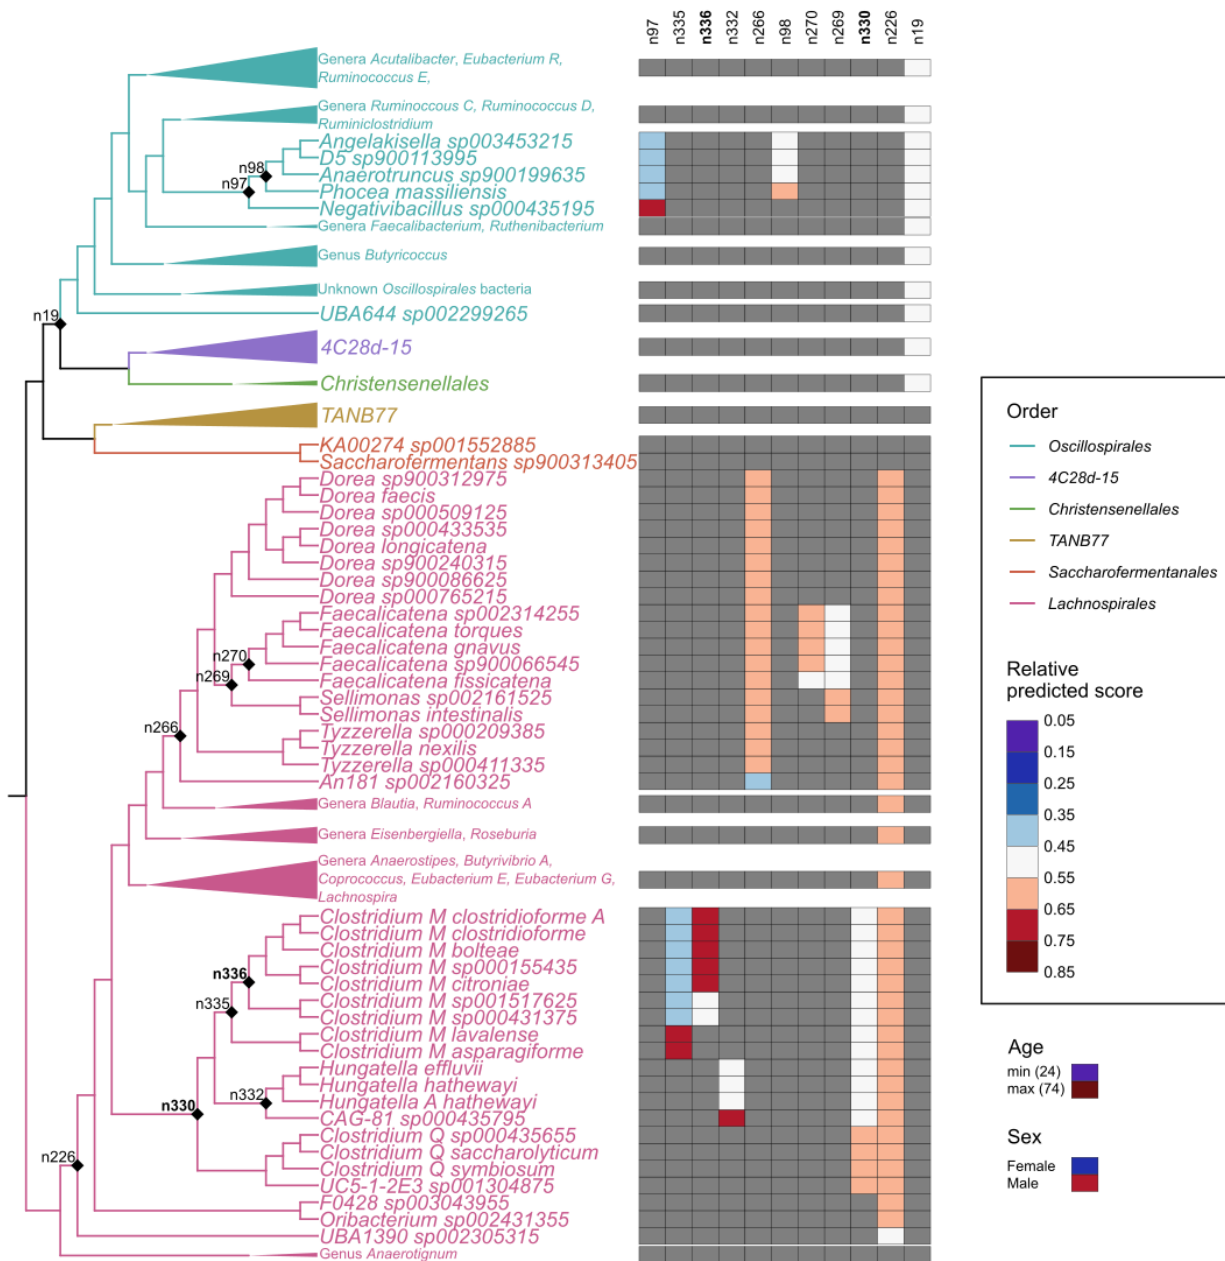 n97
n335
n336
n332
n266
n98
n270
n269
n330
n226
n19
Genera Acutalibacter, Eubacterium R,
Ruminococcus E,
Genera Ruminoccous C, Ruminococcus D,
Ruminiclostridium
Angelakisella sp003453215
D5 sp900113995
n98
Anaerotruncus sp900199635
n97
Phocea massiliensis
Negativibacillus sp000435195
Genera Faecalibacterium, Ruthenibacterium
Genus Butyricoccus
Unknown Oscillospirales bacteria
UBA644 sp002299265
n19
4C28d-15
Christensenellales
TANB77
KA00274 sp001552885
Saccharofermentans sp900313405
Dorea sp900312975
Dorea faecis
Dorea sp000509125
Dorea sp000433535
Dorea longicatena
Dorea sp900240315
Dorea sp900086625
Dorea sp000765215
Faecalicatena sp002314255
Faecalicatena torques
Faecalicatena gnavus
n270
Faecalicatena sp900066545
n269
Faecalicatena fissicatena
Sellimonas sp002161525
Sellimonas intestinalis
n266
Tyzzerella sp000209385
Tyzzerella nexilis
Tyzzerella sp000411335
An181 sp002160325
Genera Blautia, Ruminococcus A
Genera Eisenbergiella, Roseburia
Genera Anaerostipes, Butyrivibrio A,
Coprococcus, Eubacterium E, Eubacterium G,
Lachnospira
Clostridium M clostridioforme A
Clostridium M clostridioforme
Clostridium M bolteae
Clostridium M sp000155435
n336
Clostridium M citroniae
Clostridium M sp001517625
n335
Clostridium M sp000431375
Clostridium M lavalense
Clostridium M asparagiforme
Hungatella effluvii
Hungatella hathewayi
n332
Hungatella A hathewayi
n330
CAG-81 sp000435795
Clostridium Q sp000435655
Clostridium Q saccharolyticum
n226
Clostridium Q symbiosum
UC5-1-2E3 sp001304875
F0428 sp003043955
Oribacterium sp002431355
UBA1390 sp002305315
Genus Anaerotignum
Order
Oscillospirales
4C28d-15
Christensenellales
TANB77
Saccharofermentanales
Lachnospirales
Relative
predicted score
0.05
0.15
0.25
0.35
0.45
0.55
0.65
0.75
0.85
Age
min (24)
max (74)
Sex
Female
Male